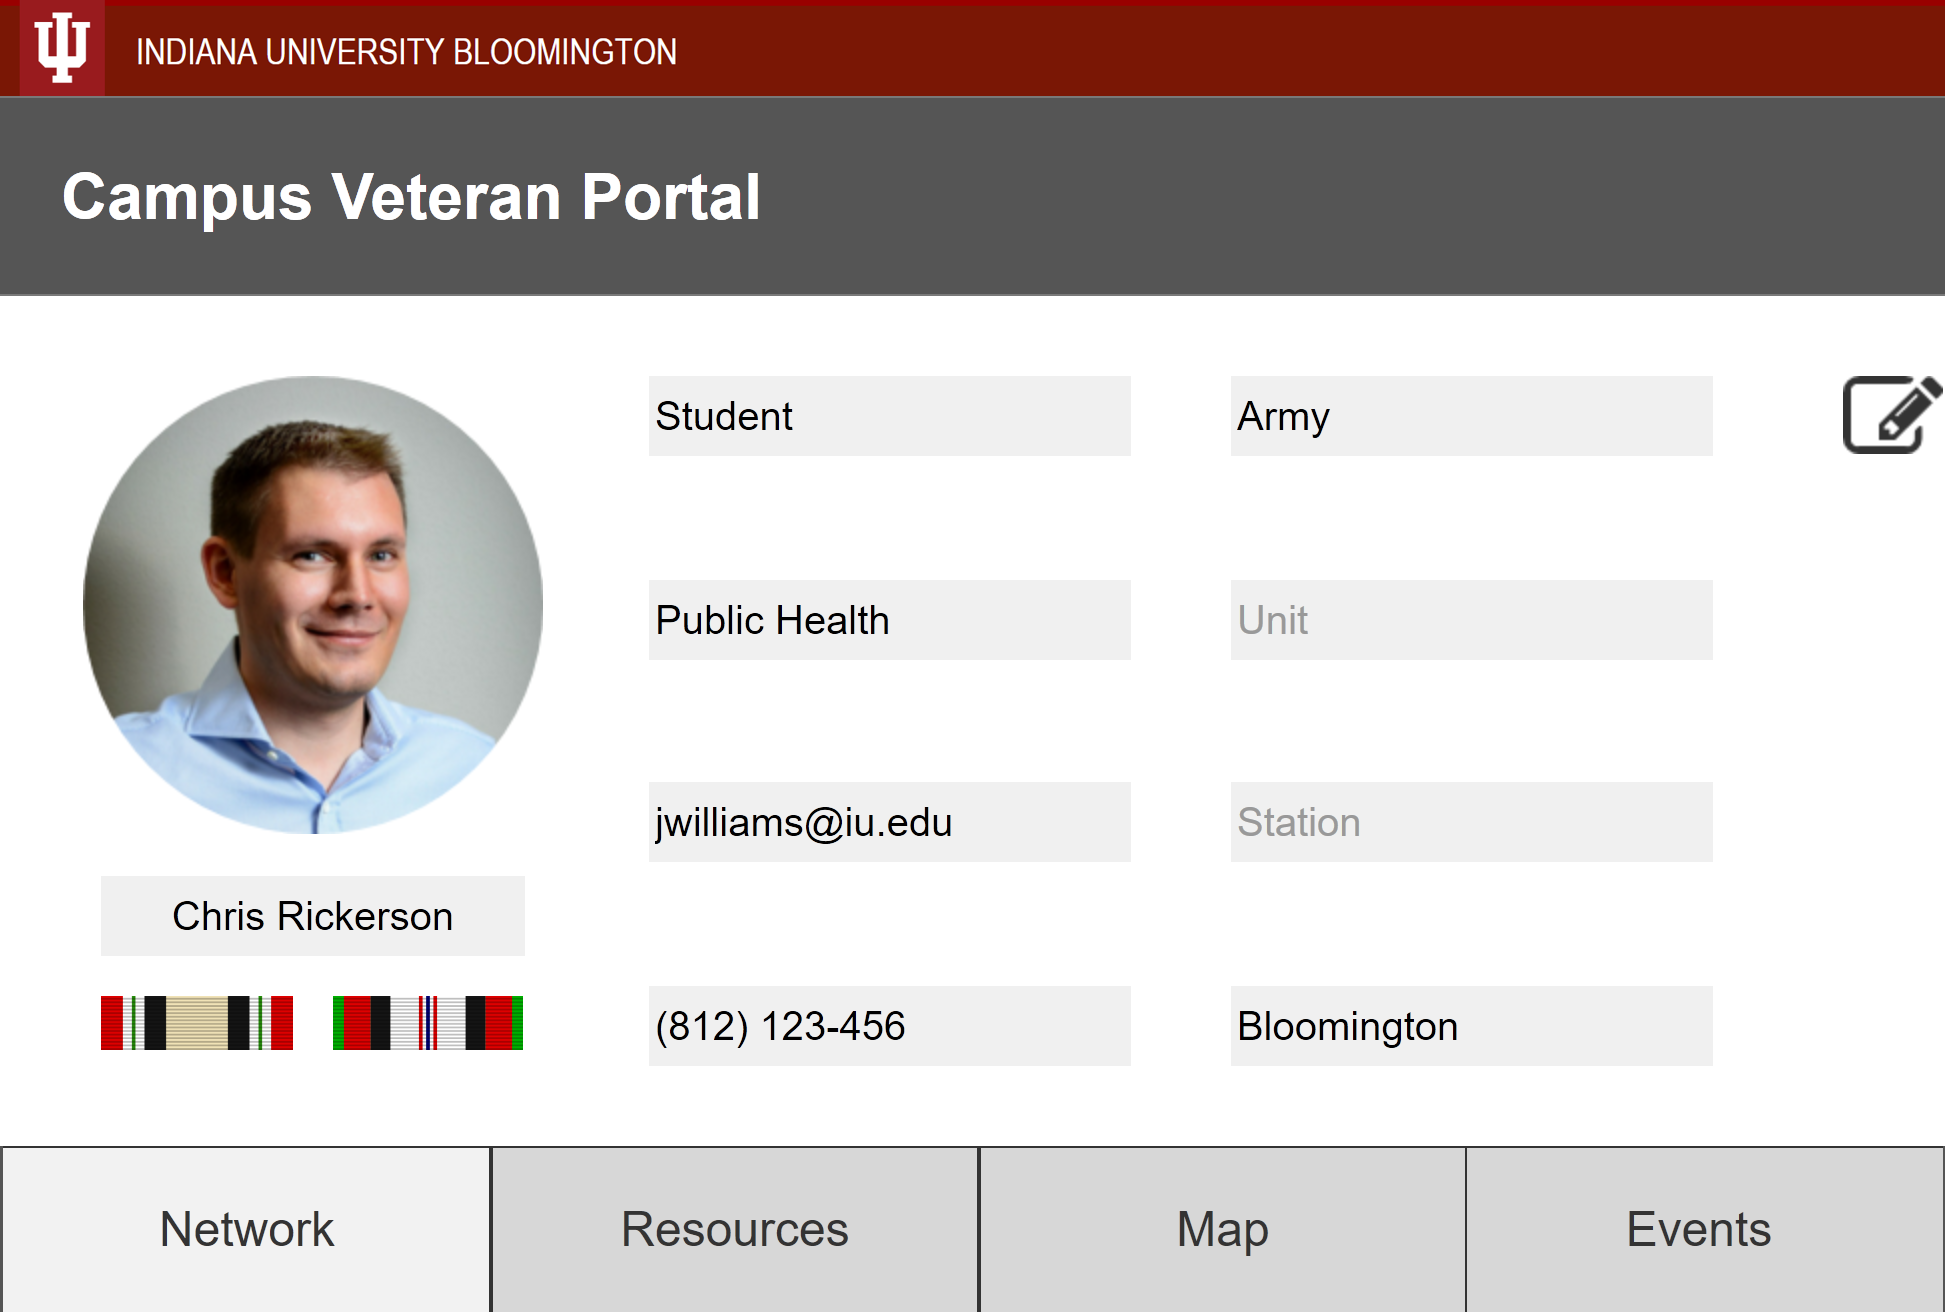 INDIANA UNIVERSITY BLOOMINGTON
Campus Veteran Portal
Student
Army
Public Health
Unit
jwilliams@iu.edu
Station
Chris Rickerson
(812) 123-456
Bloomington
Network
Resources
Map
Events